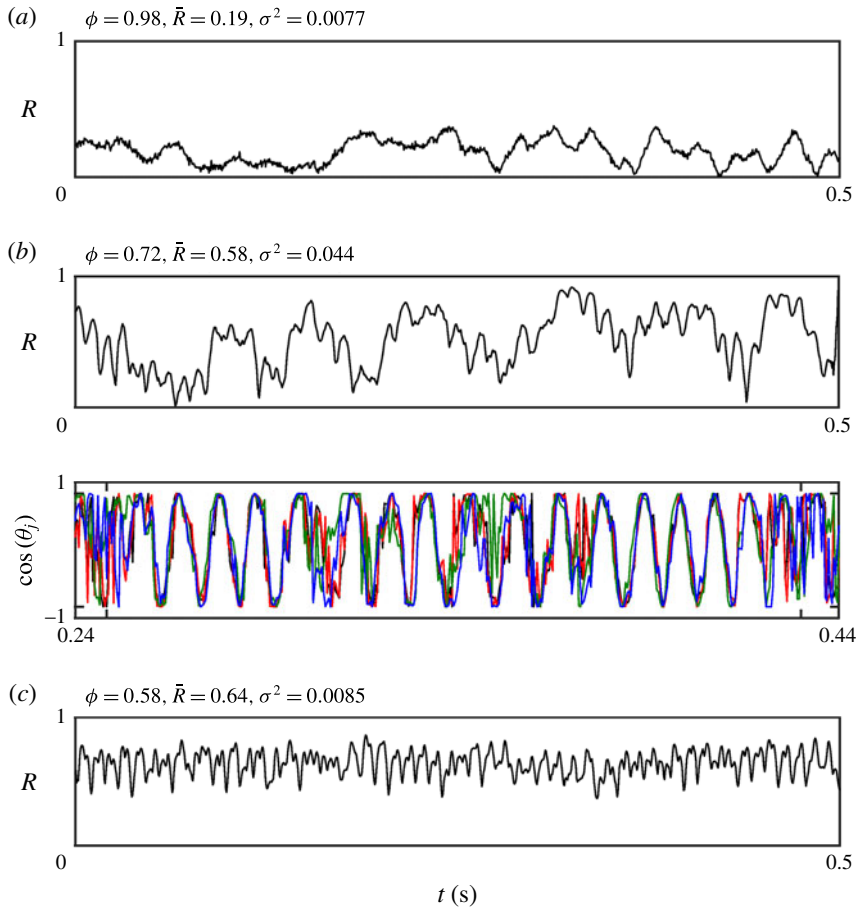 (a) ϕ = 0.98, R̄ = 0.19, σ² = 0.0077
1
R
0 0.5
(b) ϕ = 0.72, R̄ = 0.58, σ² = 0.044
1
R
0 0.5
1
cos (θⱼ)
−1
0.24 0.44
(c) ϕ = 0.58, R̄ = 0.64, σ² = 0.0085
1
R
0 0.5
t (s)